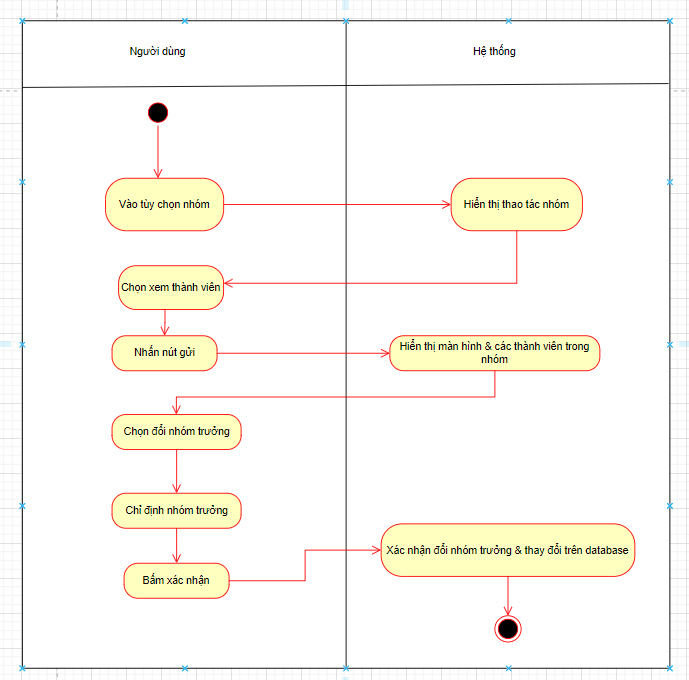 Người dùng
Hệ thống
Vào tùy chọn nhóm
Hiển thị thao tác nhóm
Chọn xem thành viên
Nhấn nút gửi
Hiển thị màn hình & các thành viên trong
nhóm
Chọn đổi nhóm trưởng
Chỉ định nhóm trưởng
Xác nhận đổi nhóm trưởng & thay đổi trên database
Bấm xác nhận